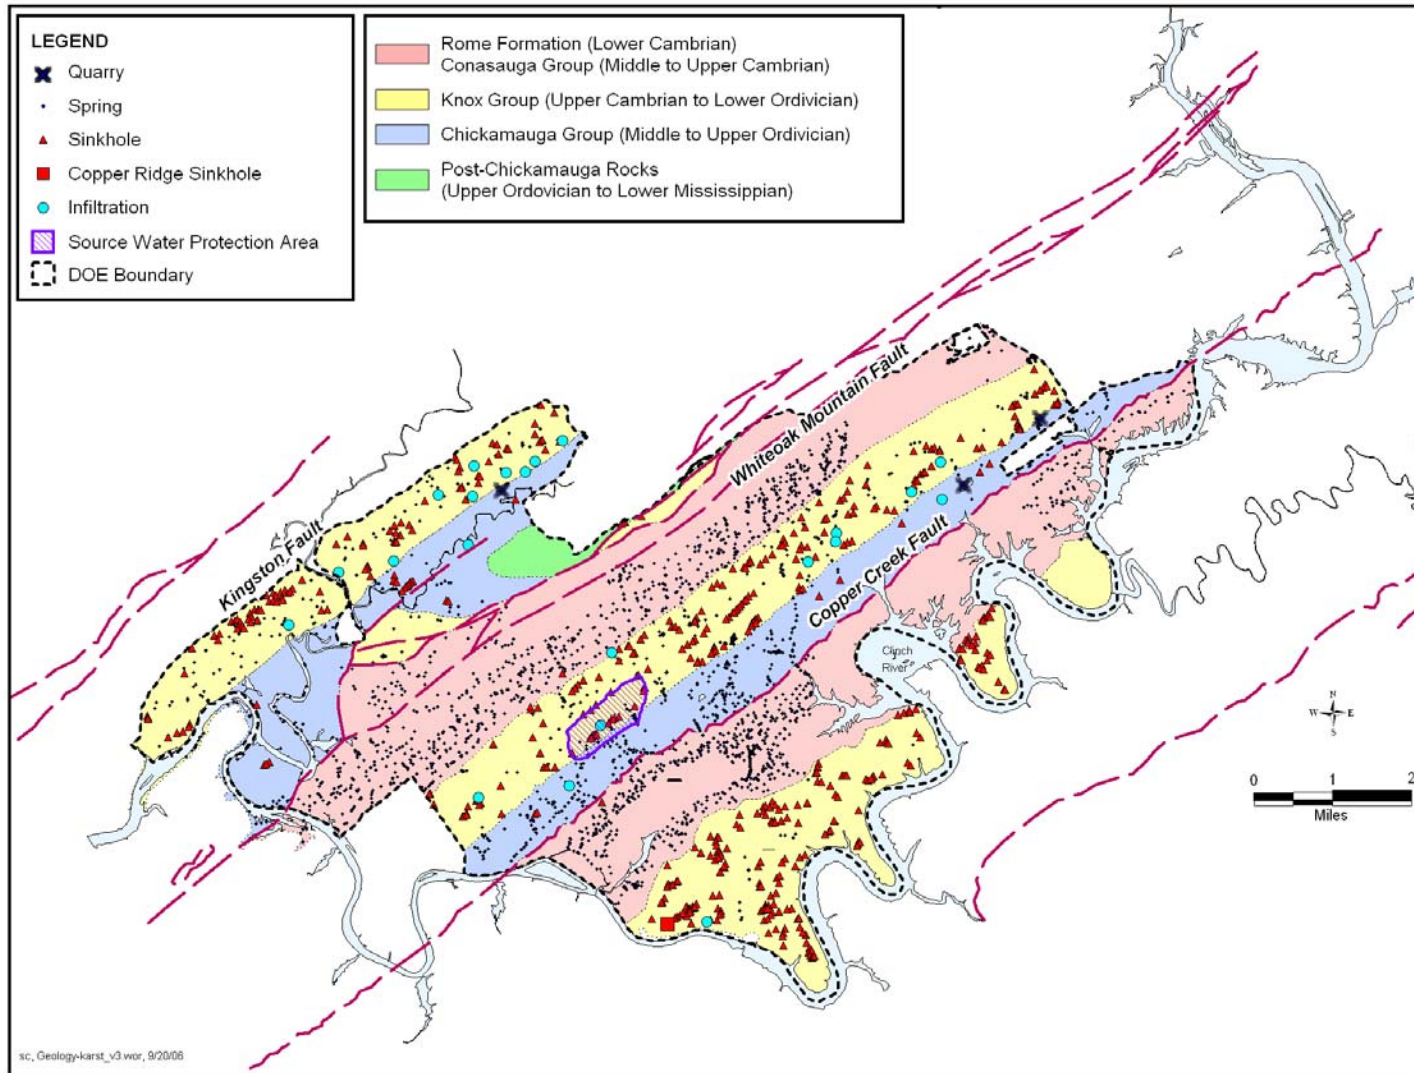 LEGEND
Quarry
Spring
Sinkhole
Copper Ridge Sinkhole
Infiltration
Source Water Protection Area
DOE Boundary
Rome Formation (Lower Cambrian)
Conasauga Group (Middle to Upper Cambrian)
Knox Group (Upper Cambrian to Lower Ordivician)
Chickamauga Group (Middle to Upper Ordivician)
Post-Chickamauga Rocks
(Upper Ordovician to Lower Mississippian)
Whiteoak Mountain Fault
Kingston Fault
Copper Creek Fault
Clinch
River
N
W E
S
0 1 2
Miles
sc, Geology-karst_v3.wor, 9/20/06